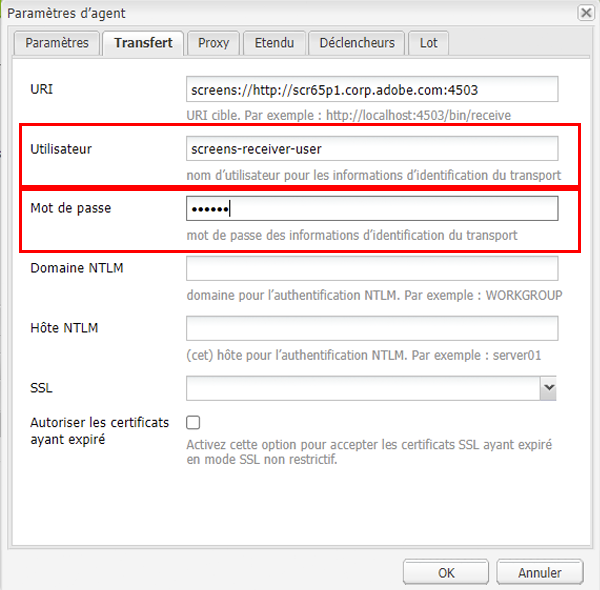 Paramètres d'agent
Paramètres Transfert Proxy Etendu Déclencheurs Lot
URI screens://http://scr65p1.corp.adobe.com:4503
URI cible. Par exemple : http://localhost:4503/bin/receive
Utilisateur screens-receiver-user
nom d'utilisateur pour les informations d'identification du transport
Mot de passe ••••••
mot de passe des informations d'identification du transport
Domaine NTLM
domaine pour l'authentification NTLM. Par exemple : WORKGROUP
Hôte NTLM
(cet) hôte pour l'authentification NTLM. Par exemple : server01
SSL
Autoriser les certificats
ayant expiré
Activez cette option pour accepter les certificats SSL ayant expiré
en mode SSL non restrictif.
OK Annuler